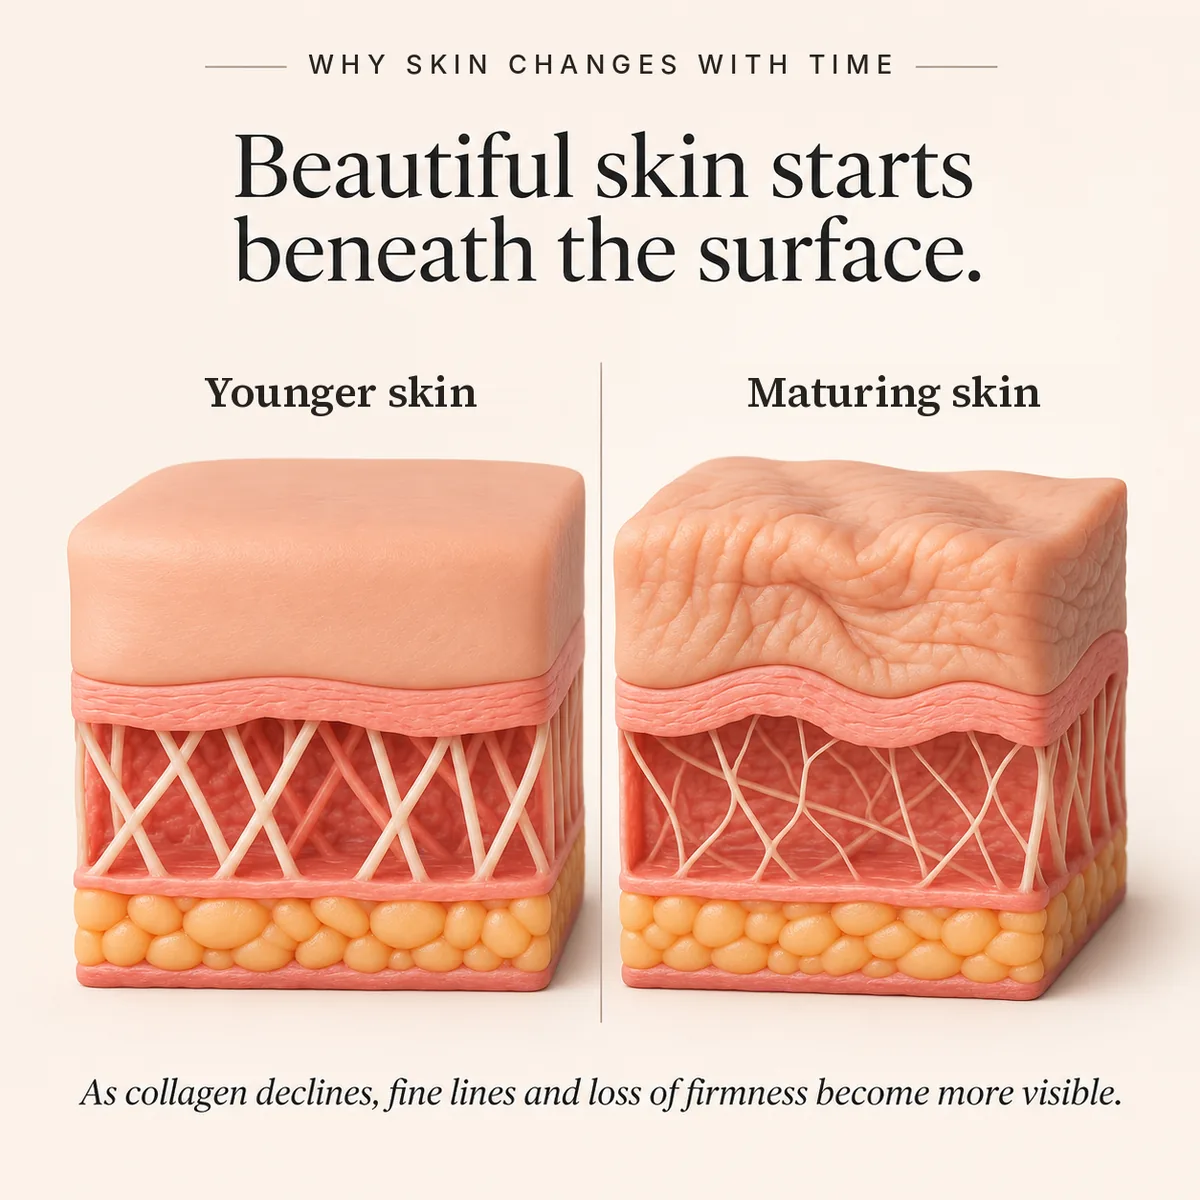 WHY SKIN CHANGES WITH TIME
Beautiful skin starts
beneath the surface.
Younger skin
Maturing skin
As collagen declines, fine lines and loss of firmness become more visible.